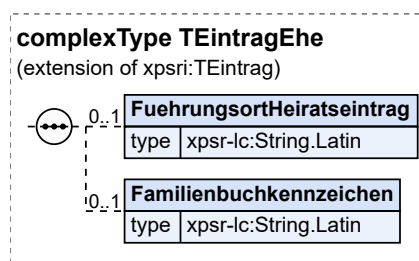 complexType TEintragEhe
(extension of xpsri:TEintrag)
0..1 FuehrungsortHeiratseintrag
type xpsr-lc:String.Latin
0..1 Familienbuchkennzeichen
type xpsr-lc:String.Latin